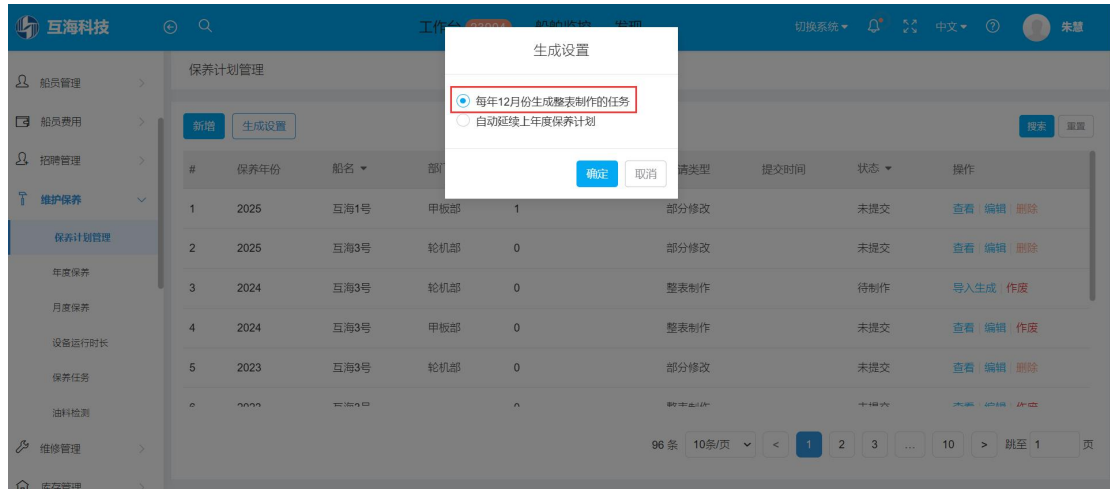 互海科技
工作台 23004 船舶监控 发现
切换系统 中文 朱慧
船员管理
船员费用
招聘管理
维护保养
保养计划管理
年度保养
月度保养
设备运行时长
保养任务
油料检测
维修管理
库存管理
保养计划管理
生成设置
每年12月份生成整表制作的任务
自动延续上年度保养计划
确定 取消
新增 生成设置 搜索 重置
# 保养年份 船名 部门 请类型 提交时间 状态 操作
1 2025 互海1号 甲板部 1 部分修改 未提交 查看 编辑 删除
2 2025 互海3号 轮机部 0 部分修改 未提交 查看 编辑 删除
3 2024 互海3号 轮机部 0 整表制作 待制作 导入生成 作废
4 2024 互海3号 甲板部 0 整表制作 未提交 查看 编辑 作废
5 2023 互海3号 轮机部 0 部分修改 未提交 查看 编辑 删除
96 条 10条/页 < 1 2 3 ... 10 > 跳至 1 页